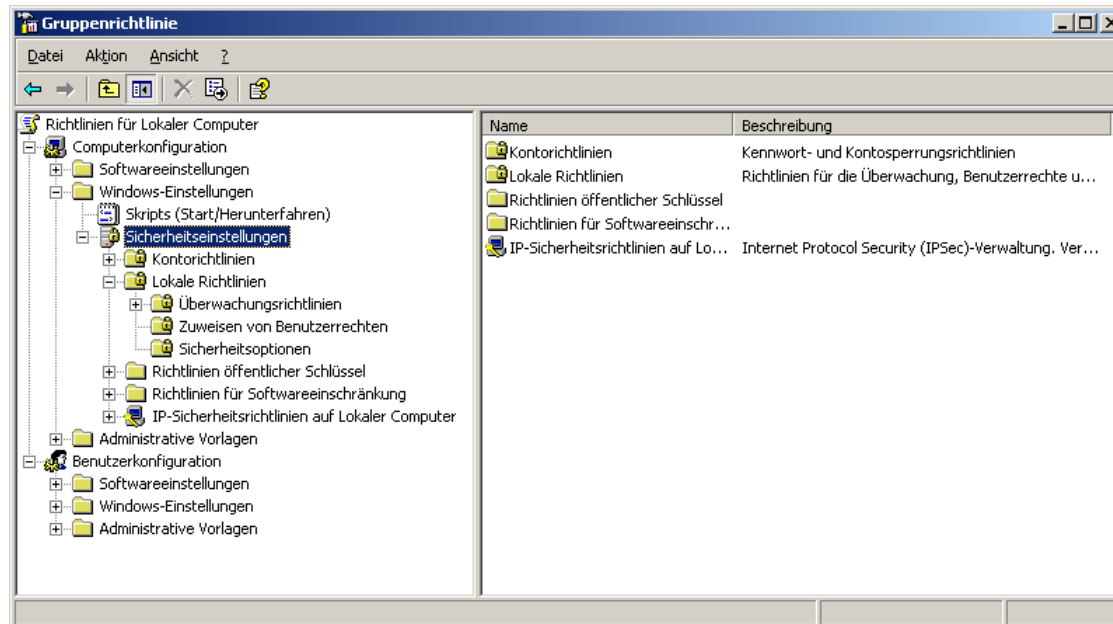 Gruppenrichtlinie
Datei Aktion Ansicht ?
Richtlinien für Lokaler Computer
Computerkonfiguration
Softwareeinstellungen
Windows-Einstellungen
Skripts (Start/Herunterfahren)
Sicherheitseinstellungen
Kontorichtlinien
Lokale Richtlinien
Überwachungsrichtlinien
Zuweisen von Benutzerrechten
Sicherheitsoptionen
Richtlinien öffentlicher Schlüssel
Richtlinien für Softwareeinschränkung
IP-Sicherheitsrichtlinien auf Lokaler Computer
Administrative Vorlagen
Benutzerkonfiguration
Softwareeinstellungen
Windows-Einstellungen
Administrative Vorlagen
Name Beschreibung
Kontorichtlinien Kennwort- und Kontosperrungsrichtlinien
Lokale Richtlinien Richtlinien für die Überwachung, Benutzerrechte u...
Richtlinien öffentlicher Schlüssel
Richtlinien für Softwareeinschr...
IP-Sicherheitsrichtlinien auf Lo... Internet Protocol Security (IPSec)-Verwaltung. Ver...